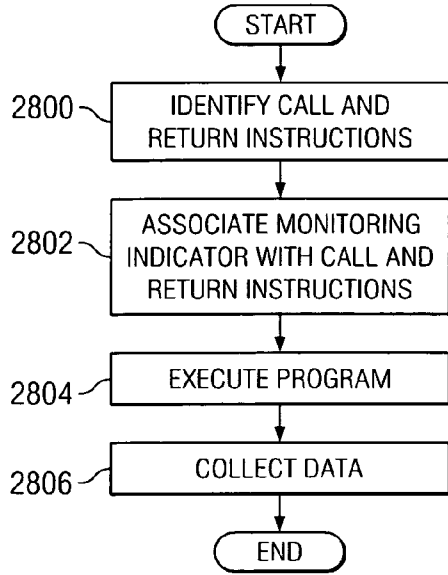 START
2800
IDENTIFY CALL AND
RETURN INSTRUCTIONS
2802
ASSOCIATE MONITORING
INDICATOR WITH CALL AND
RETURN INSTRUCTIONS
2804
EXECUTE PROGRAM
2806
COLLECT DATA
END